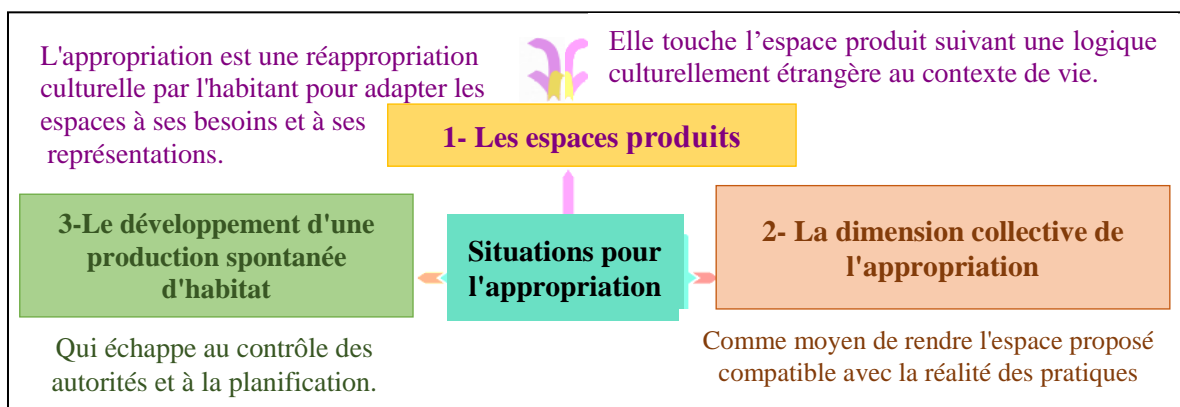 L'appropriation est une réappropriation
culturelle par l'habitant pour adapter les
espaces à ses besoins et à ses
représentations.
Elle touche l’espace produit suivant une logique
culturellement étrangère au contexte de vie.
1- Les espaces produits
3-Le développement d'une
production spontanée
d'habitat
Situations pour
l'appropriation
2- La dimension collective de
l'appropriation
Qui échappe au contrôle des
autorités et à la planification.
Comme moyen de rendre l'espace proposé
compatible avec la réalité des pratiques